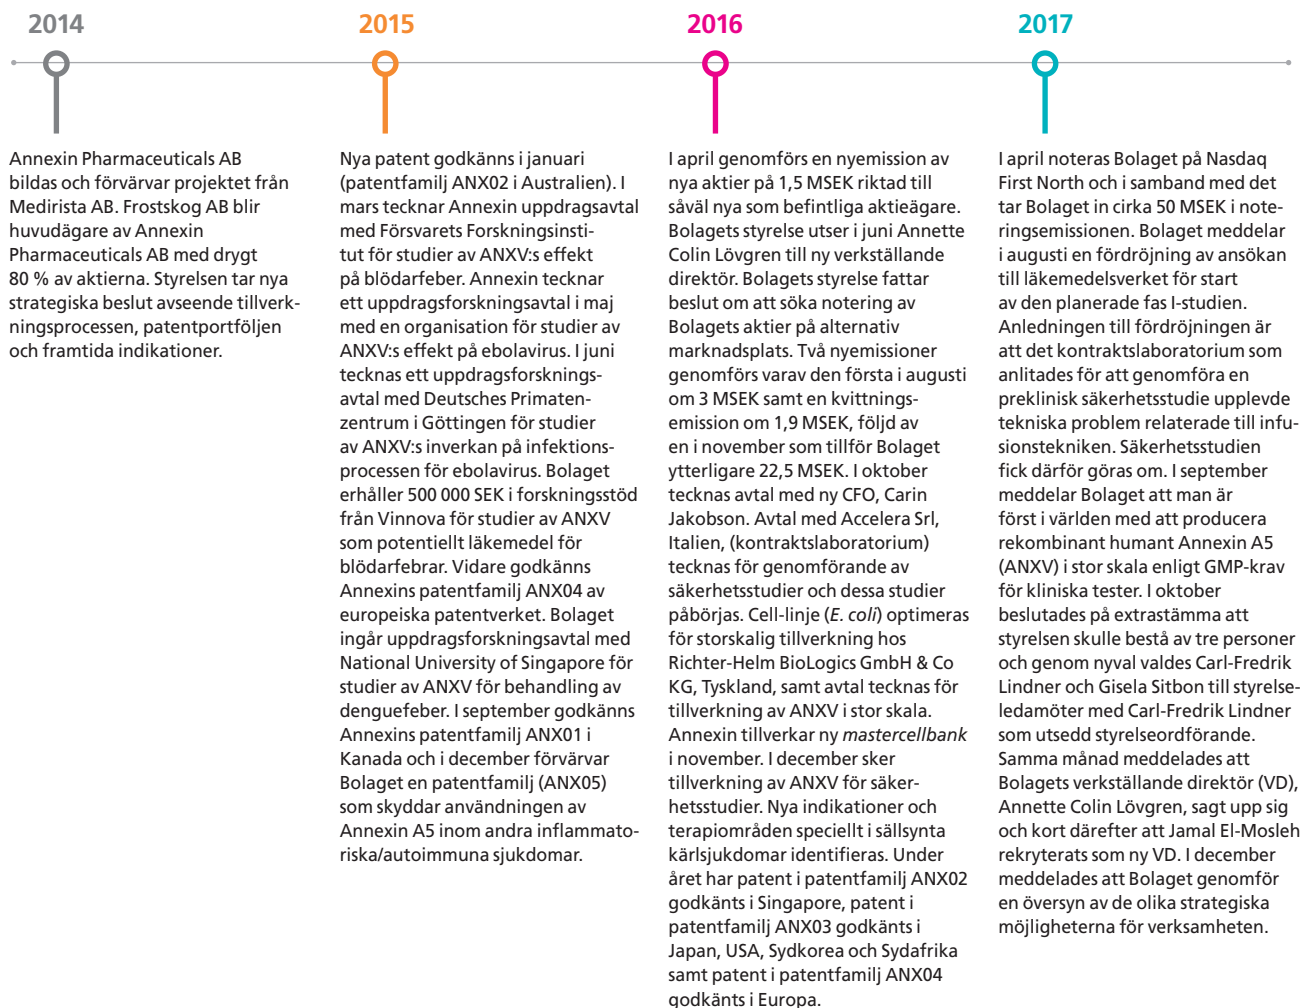 2014
Annexin Pharmaceuticals AB
bildas och förvärvar projektet från
Medirista AB. Frostskog AB blir
huvudägare av Annexin
Pharmaceuticals AB med drygt
80 % av aktierna. Styrelsen tar nya
strategiska beslut avseende tillverk-
ningsprocessen, patentportföljen
och framtida indikationer.
2015
Nya patent godkänns i januari
(patentfamilj ANX02 i Australien). I
mars tecknar Annexin uppdragsavtal
med Försvarets Forskningsinsti-
tut för studier av ANXV:s effekt
på blödarfeber. Annexin tecknar
ett uppdragsforskningsavtal i maj
med en organisation för studier av
ANXV:s effekt på ebolavirus. I juni
tecknas ett uppdragsforsknings-
avtal med Deutsches Primaten-
zentrum i Göttingen för studier
av ANXV:s inverkan på infektions-
processen för ebolavirus. Bolaget
erhåller 500 000 SEK i forskningsstöd
från Vinnova för studier av ANXV
som potentiellt läkemedel för
blödarfebrar. Vidare godkänns
Annexins patentfamilj ANX04 av
europeiska patentverket. Bolaget
ingår uppdragsforskningsavtal med
National University of Singapore för
studier av ANXV för behandling av
denguefeber. I september godkänns
Annexins patentfamilj ANX01 i
Kanada och i december förvärvar
Bolaget en patentfamilj (ANX05)
som skyddar användningen av
Annexin A5 inom andra inflammato-
riska/autoimmuna sjukdomar.
2016
I april genomförs en nyemission av
nya aktier på 1,5 MSEK riktad till
såväl nya som befintliga aktieägare.
Bolagets styrelse utser i juni Annette
Colin Lövgren till ny verkställande
direktör. Bolagets styrelse fattar
beslut om att söka notering av
Bolagets aktier på alternativ
marknadsplats. Två nyemissioner
genomförs varav den första i augusti
om 3 MSEK samt en kvittnings-
emission om 1,9 MSEK, följd av
en i november som tillför Bolaget
ytterligare 22,5 MSEK. I oktober
tecknas avtal med ny CFO, Carin
Jakobson. Avtal med Accelera Srl,
Italien, (kontraktslaboratorium)
tecknas för genomförande av
säkerhetsstudier och dessa studier
påbörjas. Cell-linje (E. coli) optimeras
för storskalig tillverkning hos
Richter-Helm BioLogics GmbH & Co
KG, Tyskland, samt avtal tecknas för
tillverkning av ANXV i stor skala.
Annexin tillverkar ny mastercellbank
i november. I december sker
tillverkning av ANXV för säker-
hetsstudier. Nya indikationer och
terapiområden speciellt i sällsynta
kärlsjukdomar identifieras. Under
året har patent i patentfamilj ANX02
godkänts i Singapore, patent i
patentfamilj ANX03 godkänts i
Japan, USA, Sydkorea och Sydafrika
samt patent i patentfamilj ANX04
godkänts i Europa.
2017
I april noteras Bolaget på Nasdaq
First North och i samband med det
tar Bolaget in cirka 50 MSEK i note-
ringsemissionen. Bolaget meddelar
i augusti en fördröjning av ansökan
till läkemedelsverket för start
av den planerade fas I-studien.
Anledningen till fördröjningen är
att det kontraktslaboratorium som
anlitades för att genomföra en
preklinisk säkerhetsstudie upplevde
tekniska problem relaterade till infu-
sionstekniken. Säkerhetsstudien
fick därför göras om. I september
meddelar Bolaget att man är
först i världen med att producera
rekombinant humant Annexin A5
(ANXV) i stor skala enligt GMP-krav
för kliniska tester. I oktober
beslutades på extrastämma att
styrelsen skulle bestå av tre personer
och genom nyval valdes Carl-Fredrik
Lindner och Gisela Sitbon till styrelse-
ledamöter med Carl-Fredrik Lindner
som utsedd styrelseordförande.
Samma månad meddelades att
Bolagets verkställande direktör (VD),
Annette Colin Lövgren, sagt upp sig
och kort därefter att Jamal El-Mosleh
rekryterats som ny VD. I december
meddelades att Bolaget genomför
en översyn av de olika strategiska
möjligheterna för verksamheten.